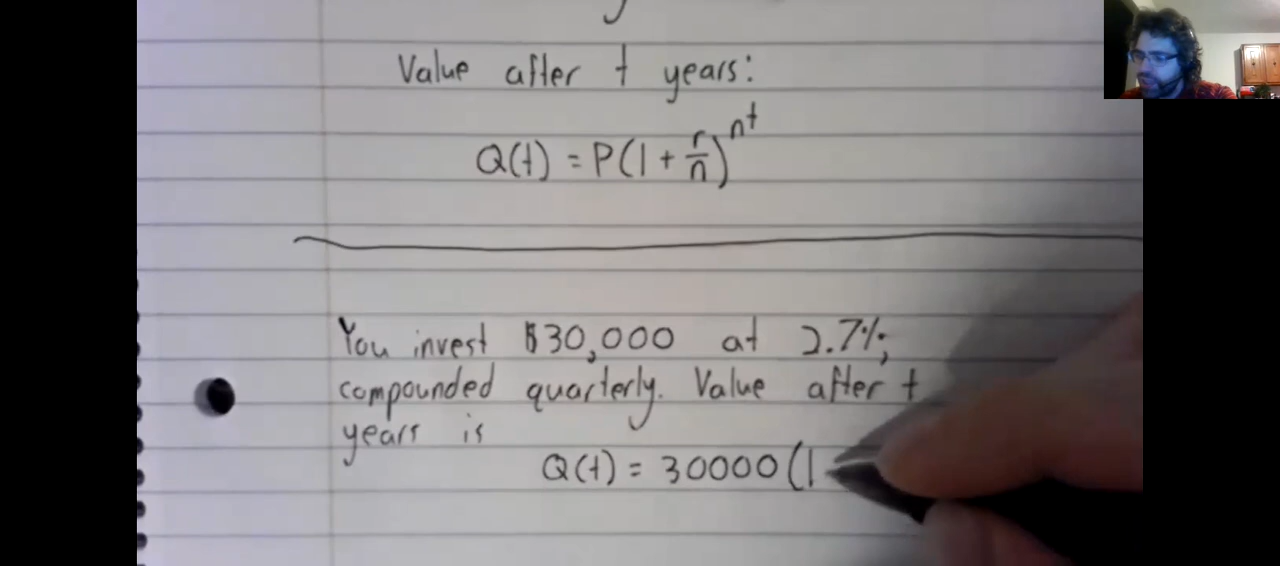 Value after t years:
Q(t) = P(1 + r/n)^nt
You invest $30,000 at 2.7%,
compounded quarterly. Value after t
years is
Q(t) = 30000(1